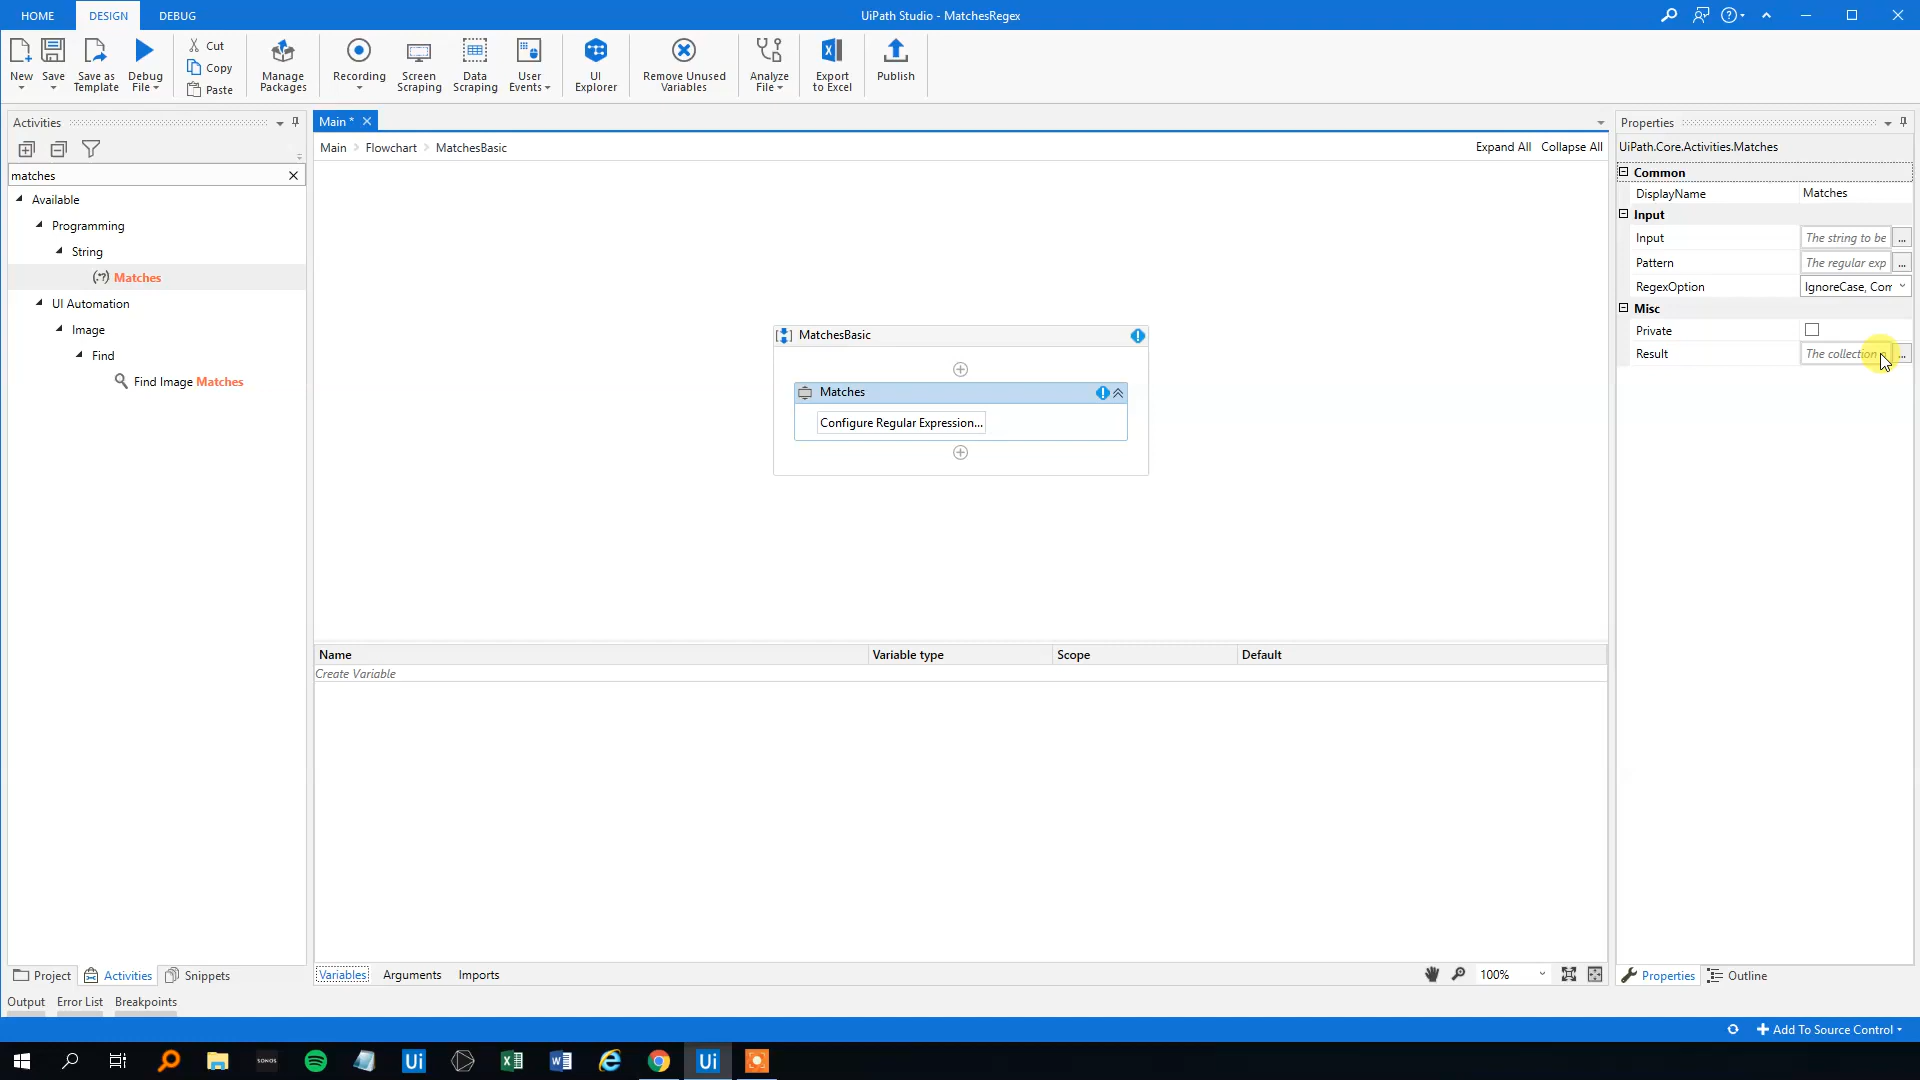 HOME DESIGN DEBUG
UiPath Studio - MatchesRegex
New Save Save as Template Debug File
Cut
Copy
Paste
Manage Packages
Recording Screen Scraping Data Scraping User Events
UI Explorer
Remove Unused Variables
Analyze File
Export to Excel
Publish
Activities
matches
Available
Programming
String
(.*) Matches
UI Automation
Image
Find
Find Image Matches
Main *
Main > Flowchart > MatchesBasic
Expand All Collapse All
MatchesBasic
Matches
Configure Regular Expression...
Name Variable type Scope Default
Create Variable
Variables Arguments Imports
100%
Properties
UiPath.Core.Activities.Matches
Common
DisplayName Matches
Input
Input The string to be ...
Pattern The regular exp ...
RegexOption IgnoreCase, Com
Misc
Private
Result The collection ...
Properties Outline
Project Activities Snippets
Output Error List Breakpoints
Add To Source Control
SONOS
Ui
Ui